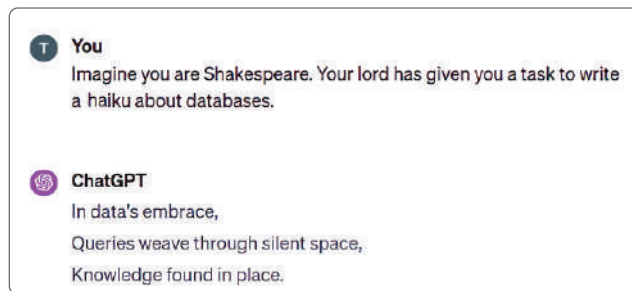 T You
Imagine you are Shakespeare. Your lord has given you a task to write
a haiku about databases.
ChatGPT
In data's embrace,
Queries weave through silent space,
Knowledge found in place.